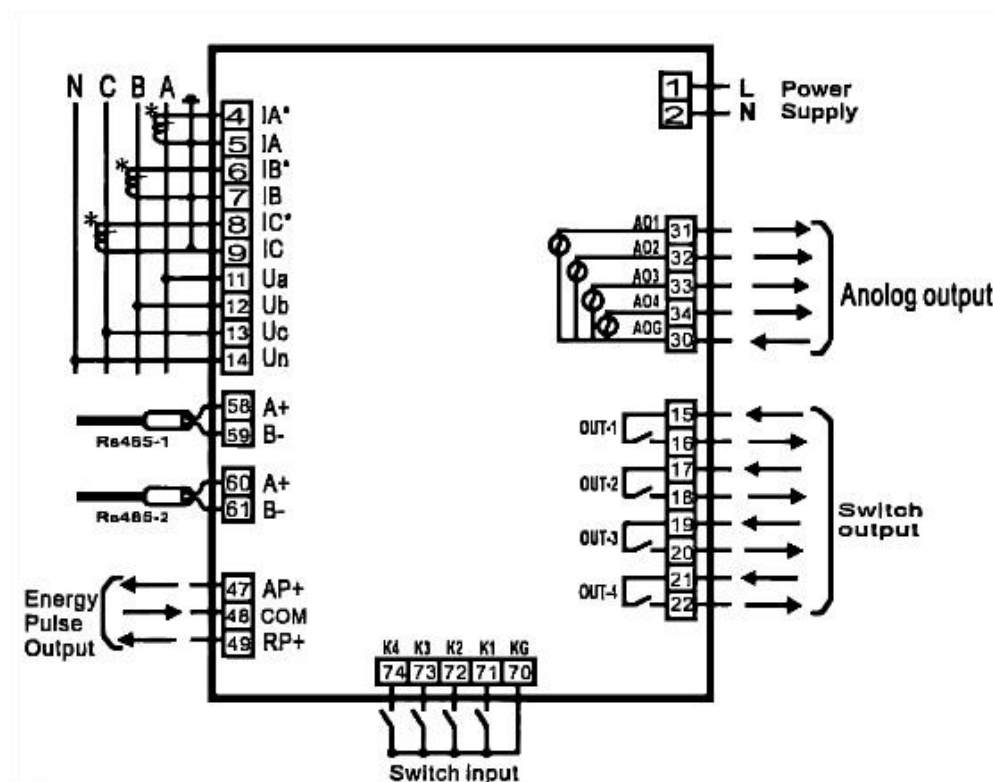 N C B A
4 IA*
5 IA
6 IB*
7 IB
8 IC*
9 IC
11 Ua
12 Ub
13 Uc
14 Un
58 A+
59 B-
Rs485-1
60 A+
61 B-
Rs485-2
Energy
Pulse
Output
47 AP+
48 COM
49 RP+
K4 K3 K2 K1 KG
74 73 72 71 70
Switch input
1 L
2 N
Power
Supply
AO1 31
AO2 32
AO3 33
AO4 34
AOG 30
Anolog output
OUT-1
15
16
OUT-2
17
18
OUT-3
19
20
OUT-4
21
22
Switch
output
* * *